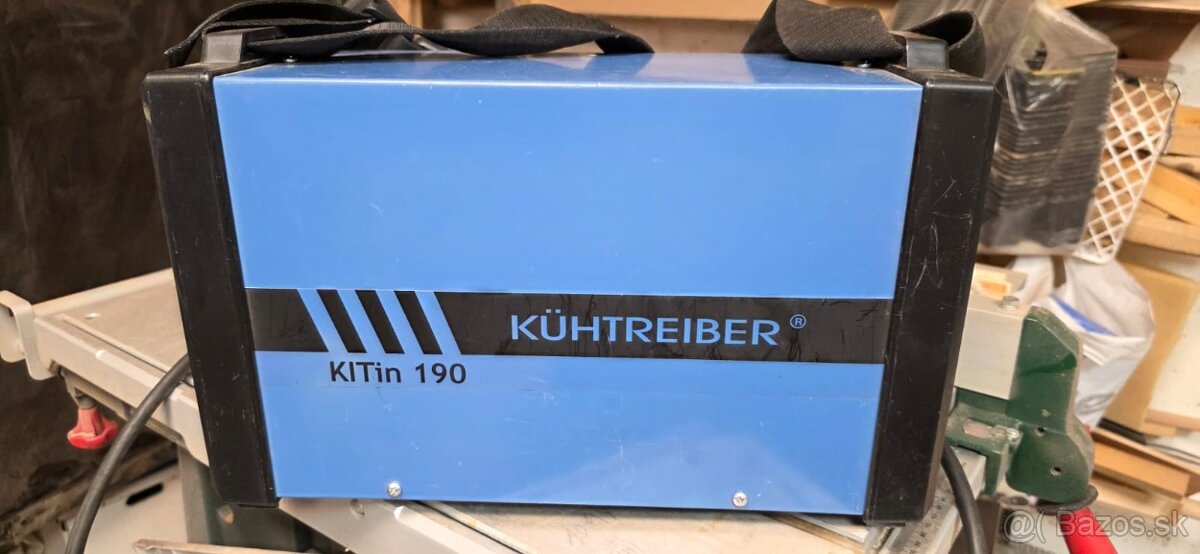 KÜHTREIBER®
KITin 190
@( Bazos.sk